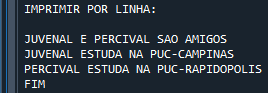 IMPRIMIR POR LINHA:
JUVENAL E PERCIVAL SAO AMIGOS
JUVENAL ESTUDA NA PUC-CAMPINAS
PERCIVAL ESTUDA NA PUC-RAPIDOPOLIS
FIM